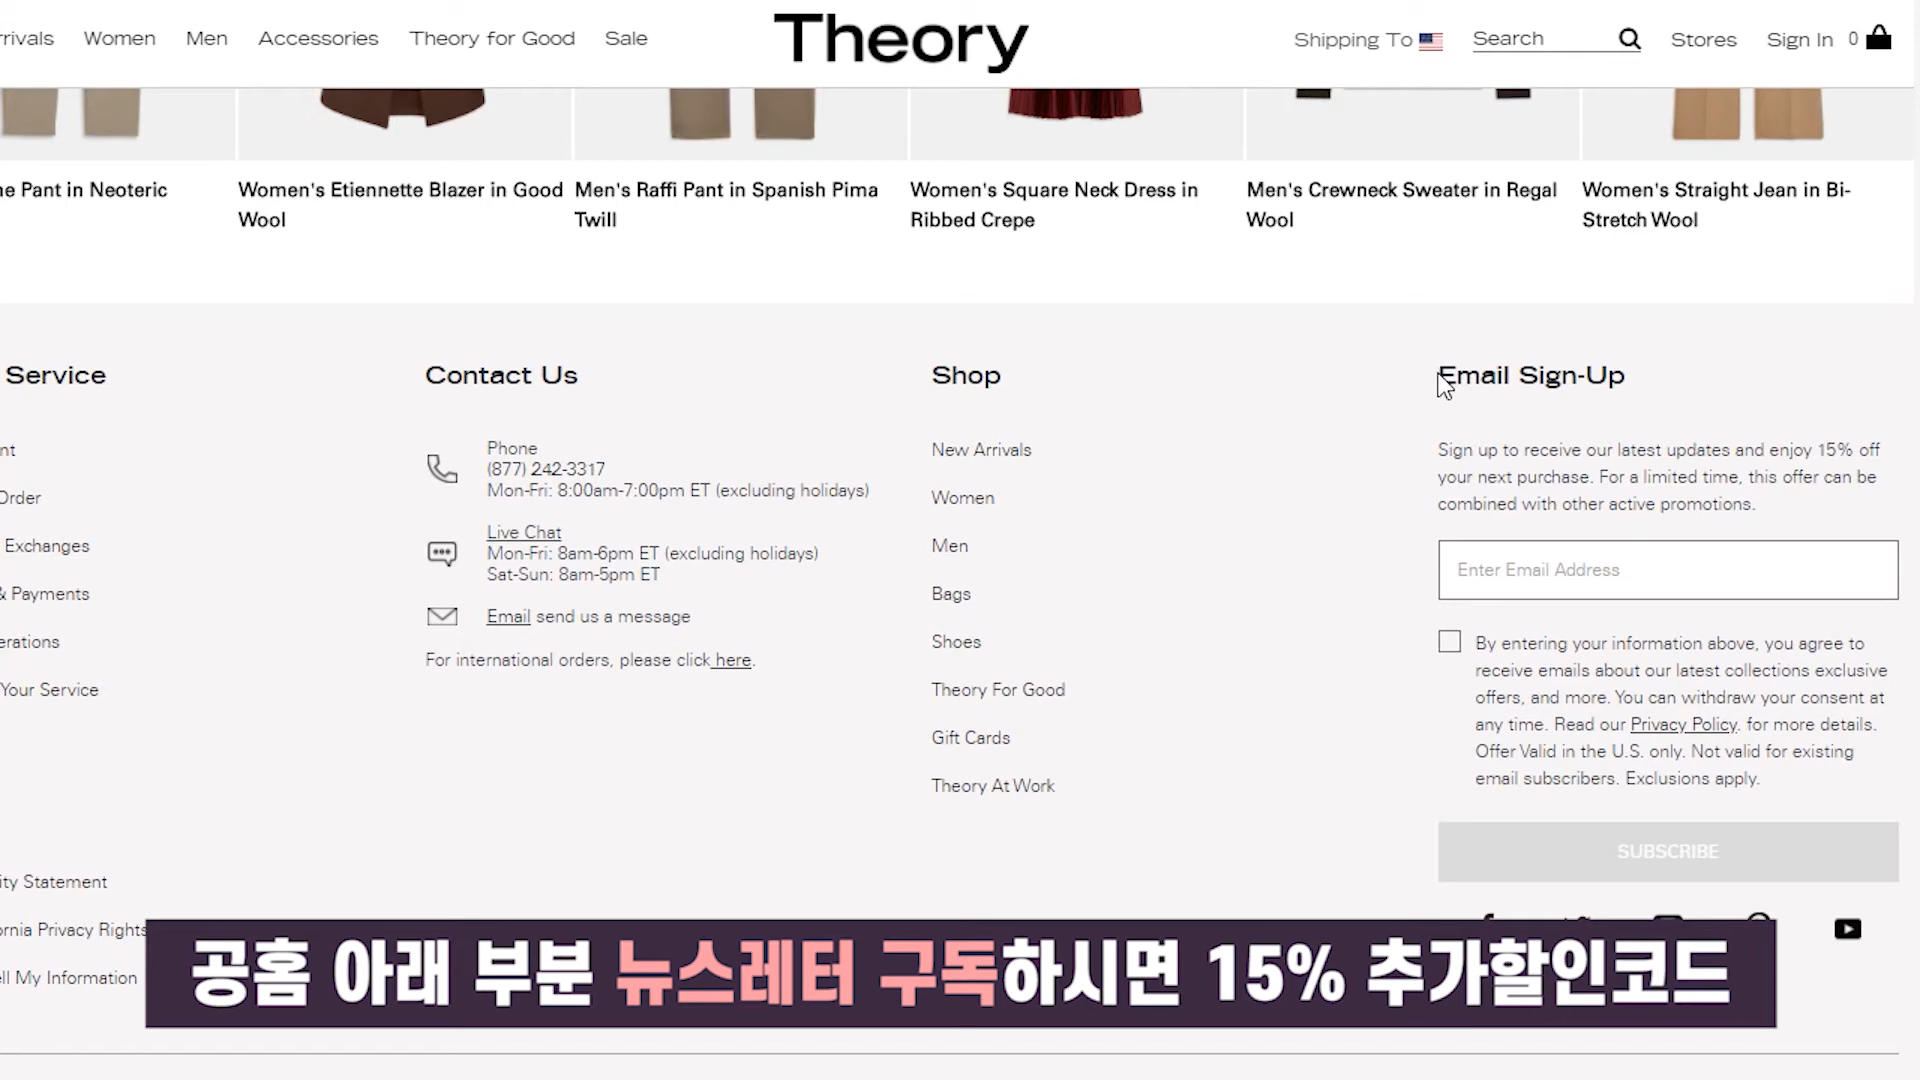 rrivals Women Men Accessories Theory for Good Sale
Theory
Shipping To Search Stores Sign In 0
ne Pant in Neoteric
Women's Etiennette Blazer in Good
Wool
Men's Raffi Pant in Spanish Pima
Twill
Women's Square Neck Dress in
Ribbed Crepe
Men's Crewneck Sweater in Regal
Wool
Women's Straight Jean in Bi-
Stretch Wool
Service
nt
Order
Exchanges
& Payments
erations
Your Service
ity Statement
ornia Privacy Rights
ell My Information
Contact Us
Phone
(877) 242-3317
Mon-Fri: 8:00am-7:00pm ET (excluding holidays)
Live Chat
Mon-Fri: 8am-6pm ET (excluding holidays)
Sat-Sun: 8am-5pm ET
Email send us a message
For international orders, please click here.
Shop
New Arrivals
Women
Men
Bags
Shoes
Theory For Good
Gift Cards
Theory At Work
Email Sign-Up
Sign up to receive our latest updates and enjoy 15% off
your next purchase. For a limited time, this offer can be
combined with other active promotions.
Enter Email Address
By entering your information above, you agree to
receive emails about our latest collections exclusive
offers, and more. You can withdraw your consent at
any time. Read our Privacy Policy. for more details.
Offer Valid in the U.S. only. Not valid for existing
email subscribers. Exclusions apply.
SUBSCRIBE
공홈 아래 부분 뉴스레터 구독하시면 15% 추가할인코드